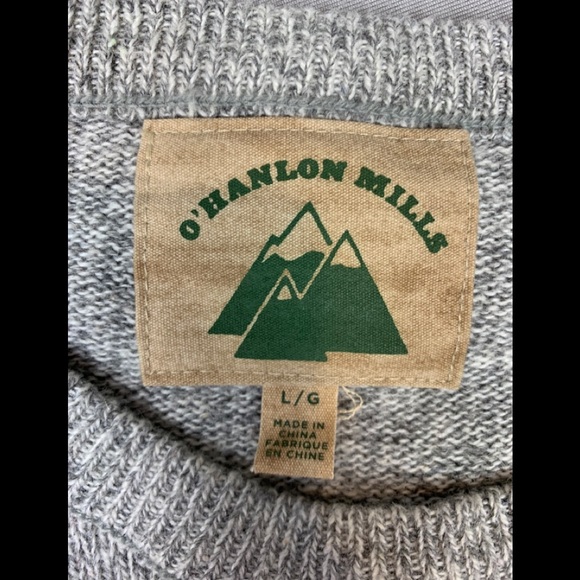 O'HANLON MILLS
L/G
MADE IN
CHINA
FABRIQUE
EN CHINE